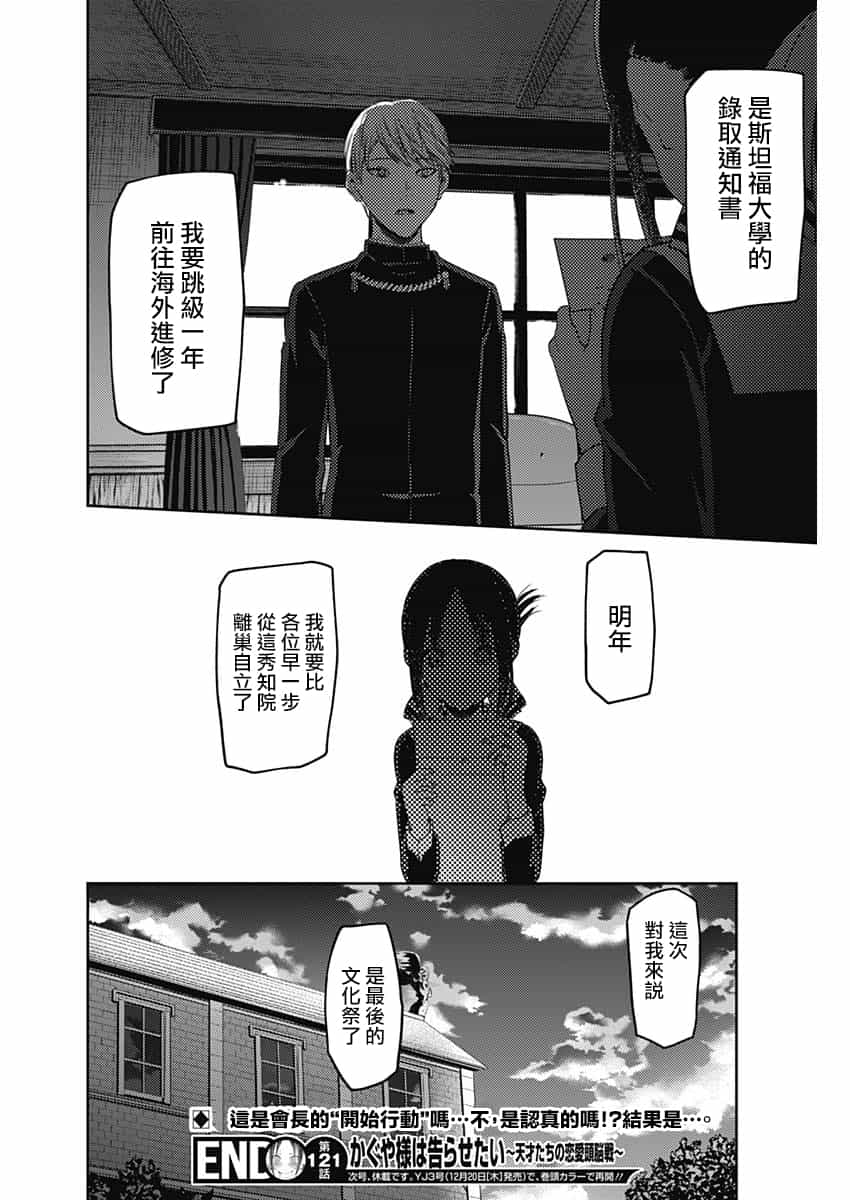 是斯坦福大學的
錄取通知書
我要跳級一年
前往海外進修了
明年
我就要比
各位早一步
從這秀知院
離巢自立了
這次
對我來説
是最後的
文化祭了
這是會長的“開始行動”嗎…不，是認真的嗎!?結果是…。
END 第121話 かぐや様は告らせたい～天才たちの恋愛頭脳戦～
次号、休載です。YJ3号(12月20日[木]発売)で、巻頭カラーで再開!!